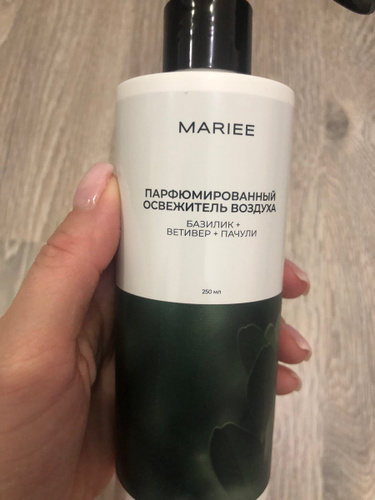 MARIEE
ПАРФЮМИРОВАННЫЙ
ОСВЕЖИТЕЛЬ ВОЗДУХА
БАЗИЛИК +
ВЕТИВЕР + ПАЧУЛИ
250 мл